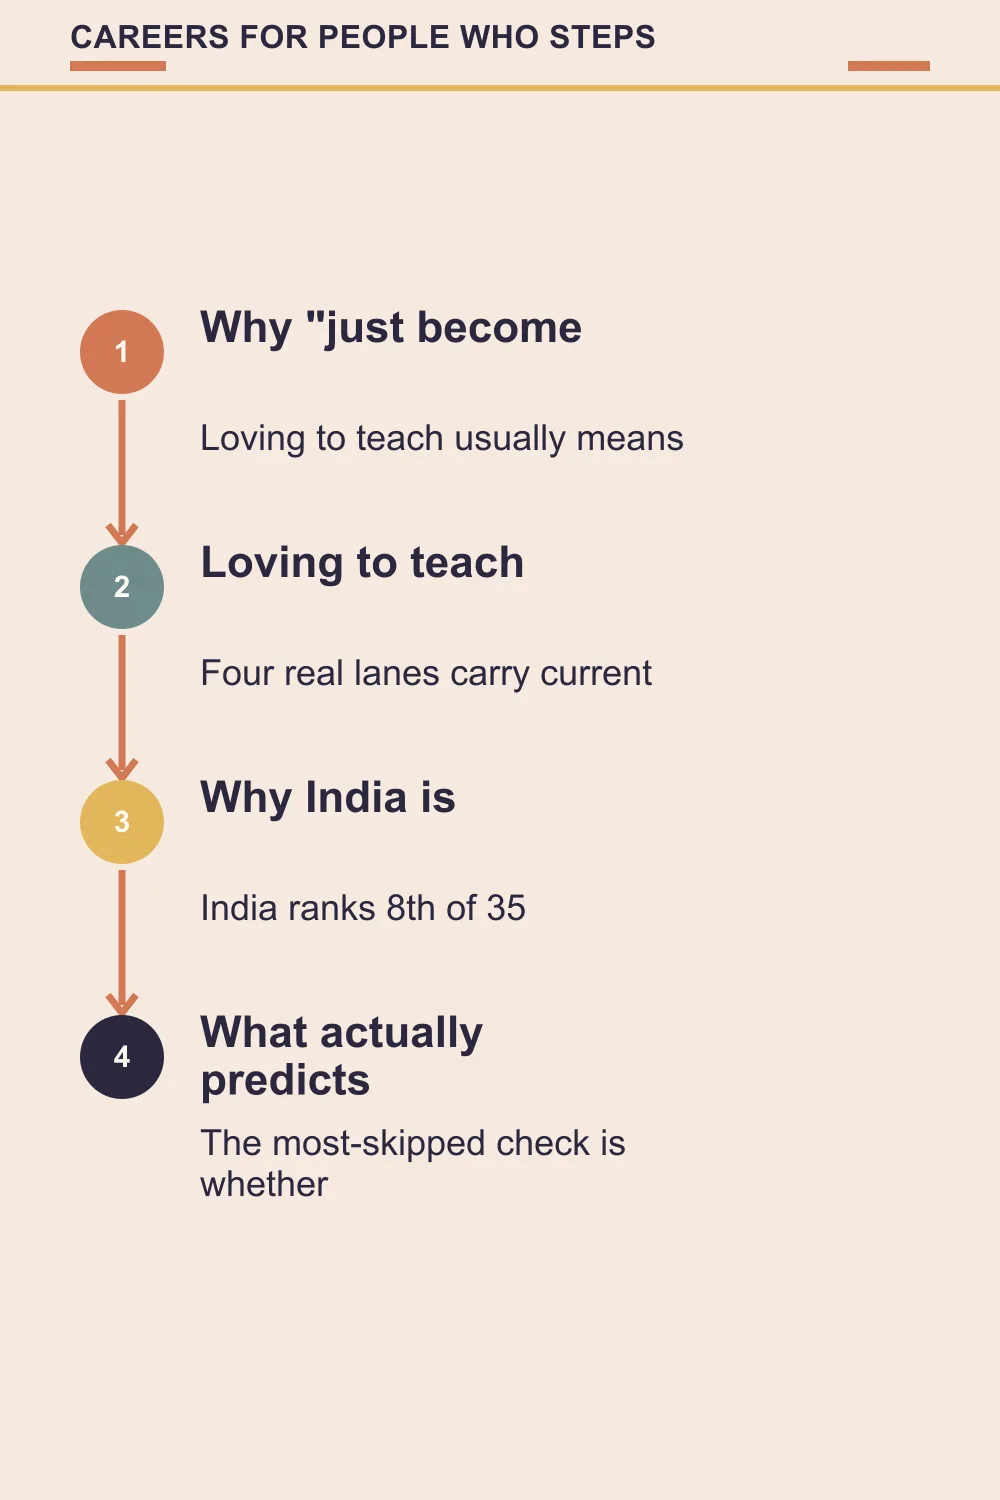 CAREERS FOR PEOPLE WHO STEPS
1
Why "just become
Loving to teach usually means
2
Loving to teach
Four real lanes carry current
3
Why India is
India ranks 8th of 35
4
What actually
predicts
The most-skipped check is
whether